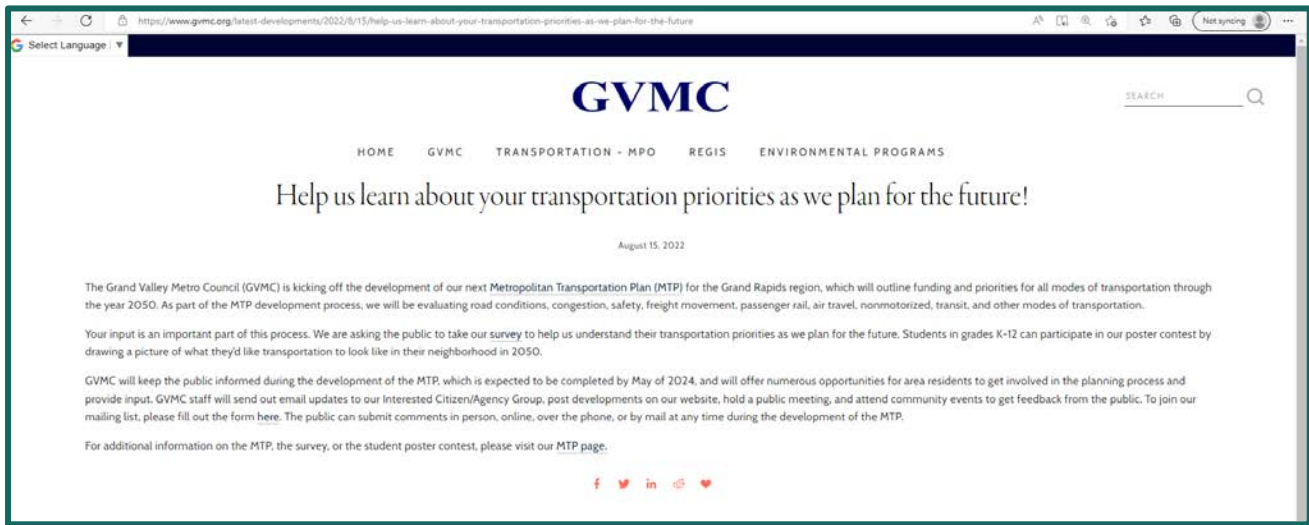 https://www.gvmc.org/latest-developments/2022/8/15/help-us-learn-about-your-transportation-priorities-as-we-plan-for-the-future
Not syncing
Select Language ▼
GVMC
SEARCH
HOME GVMC TRANSPORTATION - MPO REGIS ENVIRONMENTAL PROGRAMS
Help us learn about your transportation priorities as we plan for the future!
August 15, 2022
The Grand Valley Metro Council (GVMC) is kicking off the development of our next Metropolitan Transportation Plan (MTP) for the Grand Rapids region, which will outline funding and priorities for all modes of transportation through
the year 2050. As part of the MTP development process, we will be evaluating road conditions, congestion, safety, freight movement, passenger rail, air travel, nonmotorized, transit, and other modes of transportation.
Your input is an important part of this process. We are asking the public to take our survey to help us understand their transportation priorities as we plan for the future. Students in grades K-12 can participate in our poster contest by
drawing a picture of what they'd like transportation to look like in their neighborhood in 2050.
GVMC will keep the public informed during the development of the MTP, which is expected to be completed by May of 2024, and will offer numerous opportunities for area residents to get involved in the planning process and
provide input. GVMC staff will send out email updates to our Interested Citizen/Agency Group, post developments on our website, hold a public meeting, and attend community events to get feedback from the public. To join our
mailing list, please fill out the form here. The public can submit comments in person, online, over the phone, or by mail at any time during the development of the MTP.
For additional information on the MTP, the survey, or the student poster contest, please visit our MTP page.